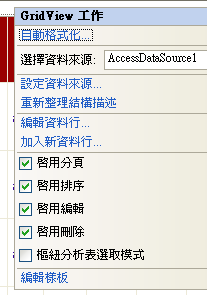 GridView 工作
自動格式化...
選擇資料來源: AccessDataSource1
設定資料來源...
重新整理結構描述
編輯資料行...
加入新資料行...
啟用分頁
啟用排序
啟用編輯
啟用刪除
樞紐分析表選取模式
編輯樣板